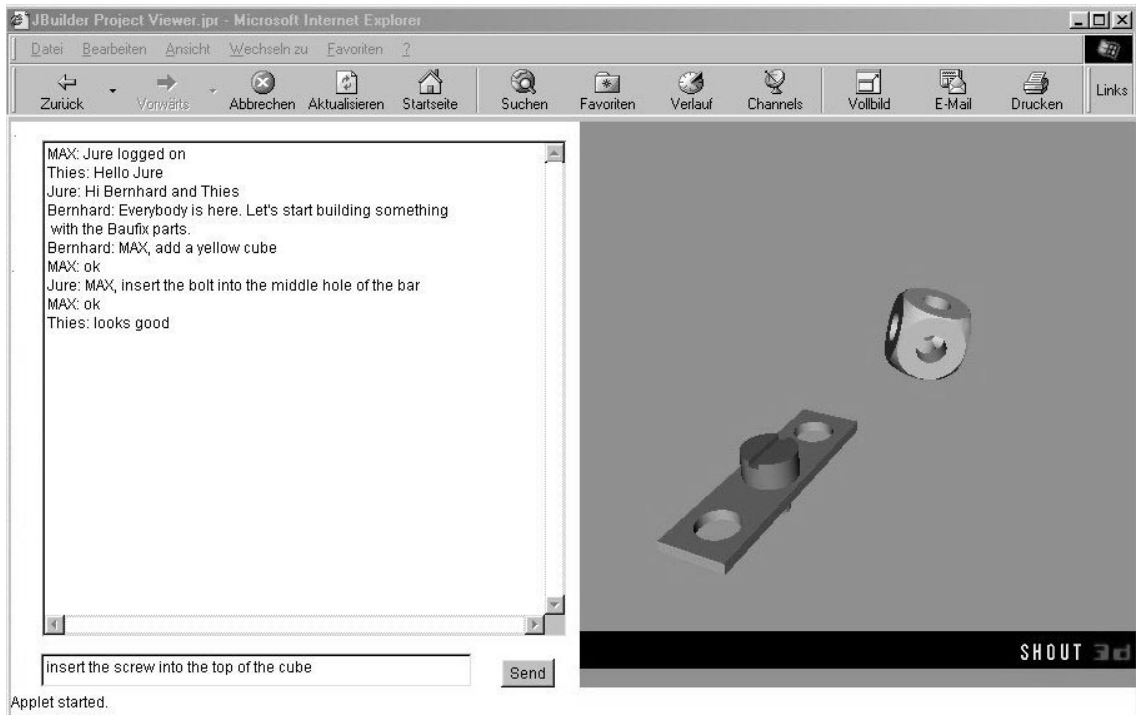 JBuilder Project Viewer.jpr - Microsoft Internet Explorer
Datei Bearbeiten Ansicht Wechseln zu Favoriten ?
Zurück Vorwärts Abbrechen Aktualisieren Startseite Suchen Favoriten Verlauf Channels Vollbild E-Mail Drucken Links
MAX: Jure logged on
Thies: Hello Jure
Jure: Hi Bernhard and Thies
Bernhard: Everybody is here. Let's start building something
with the Baufix parts.
Bernhard: MAX, add a yellow cube
MAX: ok
Jure: MAX, insert the bolt into the middle hole of the bar
MAX: ok
Thies: looks good
SHOUT 3d
insert the screw into the top of the cube
Send
Applet started.